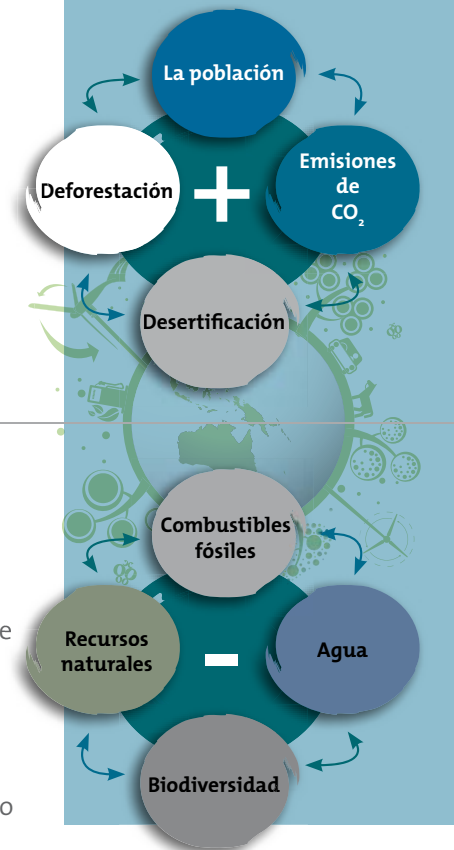 La población
Deforestación
+
Emisiones
de
CO₂
Desertificación
Combustibles
fósiles
e
Recursos
naturales
-
Agua
Biodiversidad
o